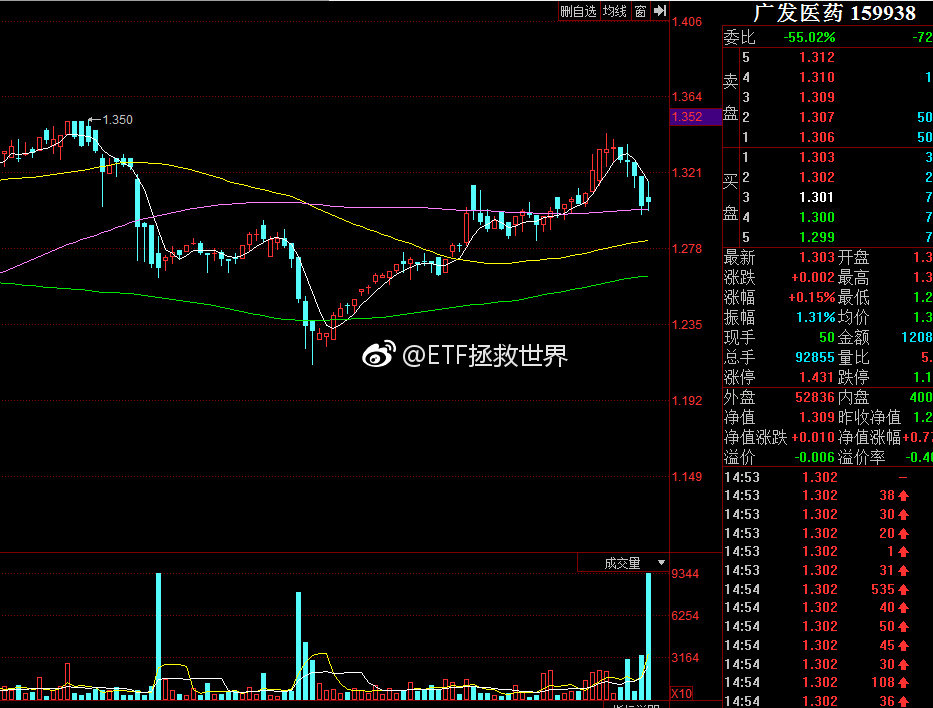 删自选 均线 窗
广发医药 159938
1.406
1.364
1.352
1.321
1.278
1.235
1.192
1.149
1.350
@ETF拯救世界
成交量
9344
6254
3164
X10
委比 -55.02% -72
卖盘
5 1.312
4 1.310 1
3 1.309
2 1.307 50
1 1.306 50
买盘
1 1.303 3
2 1.302 2
3 1.301 7
4 1.300 7
5 1.299 7
最新 1.303 开盘 1.3
涨跌 +0.002 最高 1.3
涨幅 +0.15% 最低 1.2
振幅 1.31% 均价 1.3
现手 50 金额 1208
总手 92855 量比 5.
涨停 1.431 跌停 1.1
外盘 52836 内盘 400
净值 1.309 昨收净值 1.2
净值涨跌 +0.010 净值涨幅 +0.77
溢价 -0.006 溢价率 -0.46
14:53 1.302 –
14:53 1.302 38
14:53 1.302 30
14:53 1.302 20
14:53 1.302 1
14:53 1.302 31
14:54 1.302 535
14:54 1.302 40
14:54 1.302 50
14:54 1.302 45
14:54 1.302 30
14:54 1.302 108
14:54 1.302 36